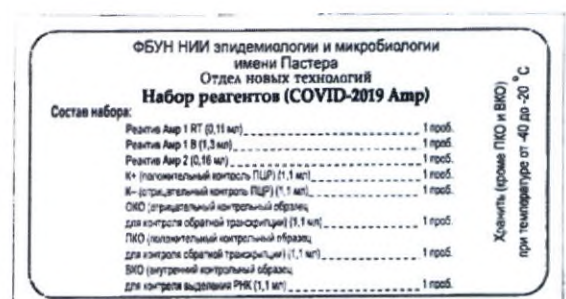 ФБУН НИИ эпидемиологии и микробиологии
имени Пастера
Отдел новых технологий
Набор реагентов (COVID-2019 Amp)
Состав набора:
Реактив Амр 1 RT (0,11 мл) 1 проб.
Реактив Амр 1 В (1,3 мл) 1 проб.
Реактив Амр 2 (0,16 мл) 1 проб.
К+ (положительный контроль ПЦР) (1,1 мл) 1 проб.
К– (отрицательный контроль ПЦР) (1,1 мл) 1 проб.
ОКО (отрицательный контрольный образец
для контроля обратной транскрипции) (1,1 мл) 1 проб.
ПКО (положительный контрольный образец
для контроля обратной транскрипции) (1,1 мл) 1 проб.
ВКО (внутренний контрольный образец
для контроля выделения РНК (1,1 мл) 1 проб.
Хранить (кроме ПКО и ВКО)
при температуре от -40 до -20 °С